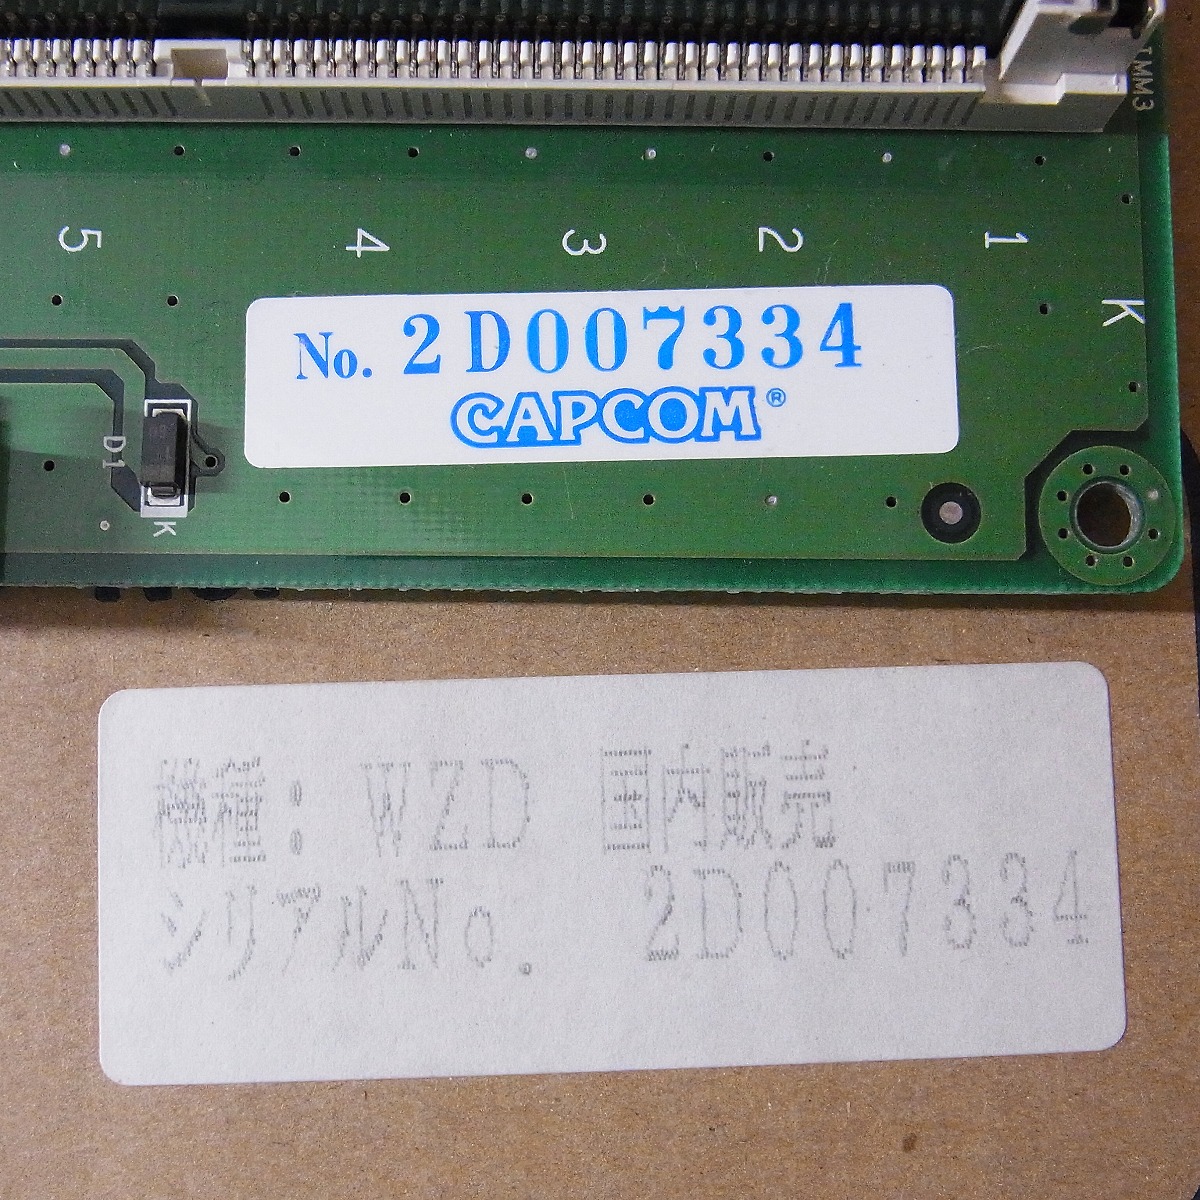 IMM3
5 4 3 2 1
K
No. 2D007334
CAPCOM®
D1
K
機種: WZD 国内販売
シリアルNo. 2D007334